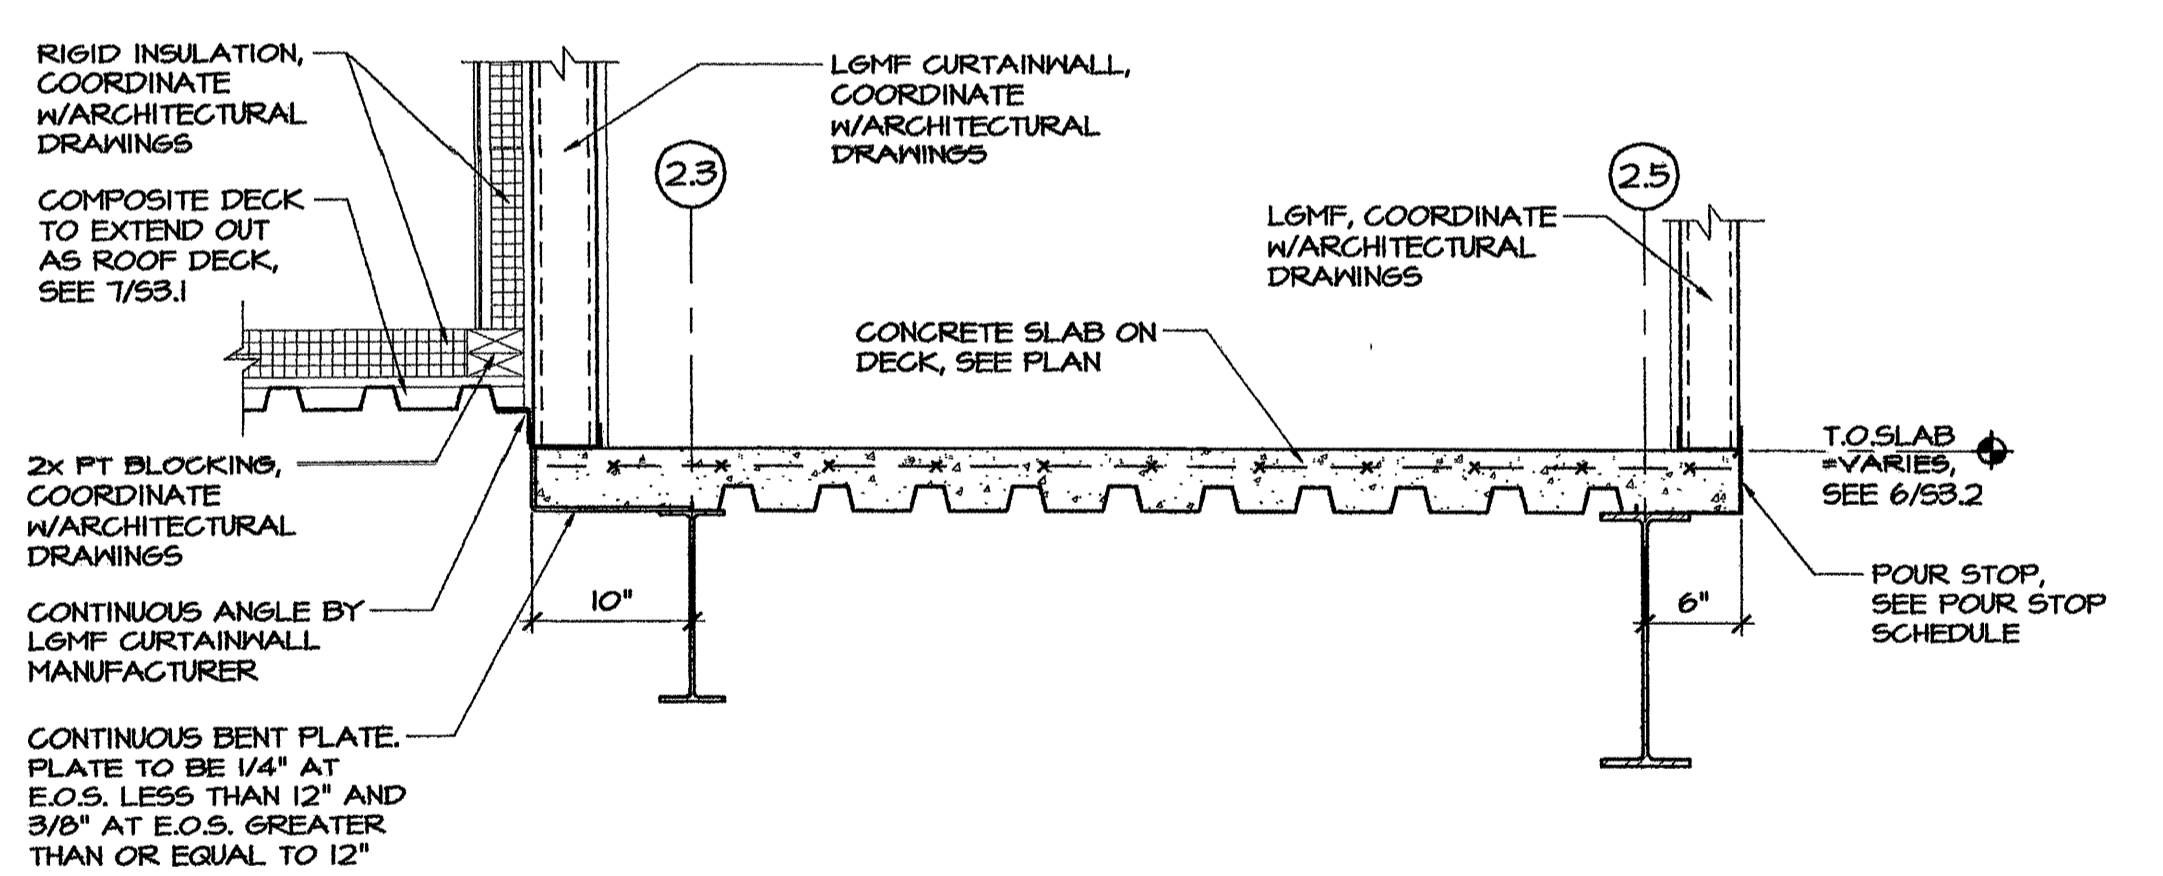 RIGID INSULATION,
COORDINATE
W/ARCHITECTURAL
DRAWINGS
COMPOSITE DECK
TO EXTEND OUT
AS ROOF DECK,
SEE 7/S3.1
2X PT BLOCKING,
COORDINATE
W/ARCHITECTURAL
DRAWINGS
CONTINUOUS ANGLE BY
LGMF CURTAINWALL
MANUFACTURER
CONTINUOUS BENT PLATE.
PLATE TO BE 1/4" AT
E.O.S. LESS THAN 12" AND
3/8" AT E.O.S. GREATER
THAN OR EQUAL TO 12"
LGMF CURTAINWALL,
COORDINATE
W/ARCHITECTURAL
DRAWINGS
2.3
2.5
LGMF, COORDINATE
W/ARCHITECTURAL
DRAWINGS
CONCRETE SLAB ON
DECK, SEE PLAN
T.O.SLAB
=VARIES,
SEE 6/S3.2
POUR STOP,
SEE POUR STOP
SCHEDULE
10"
6"